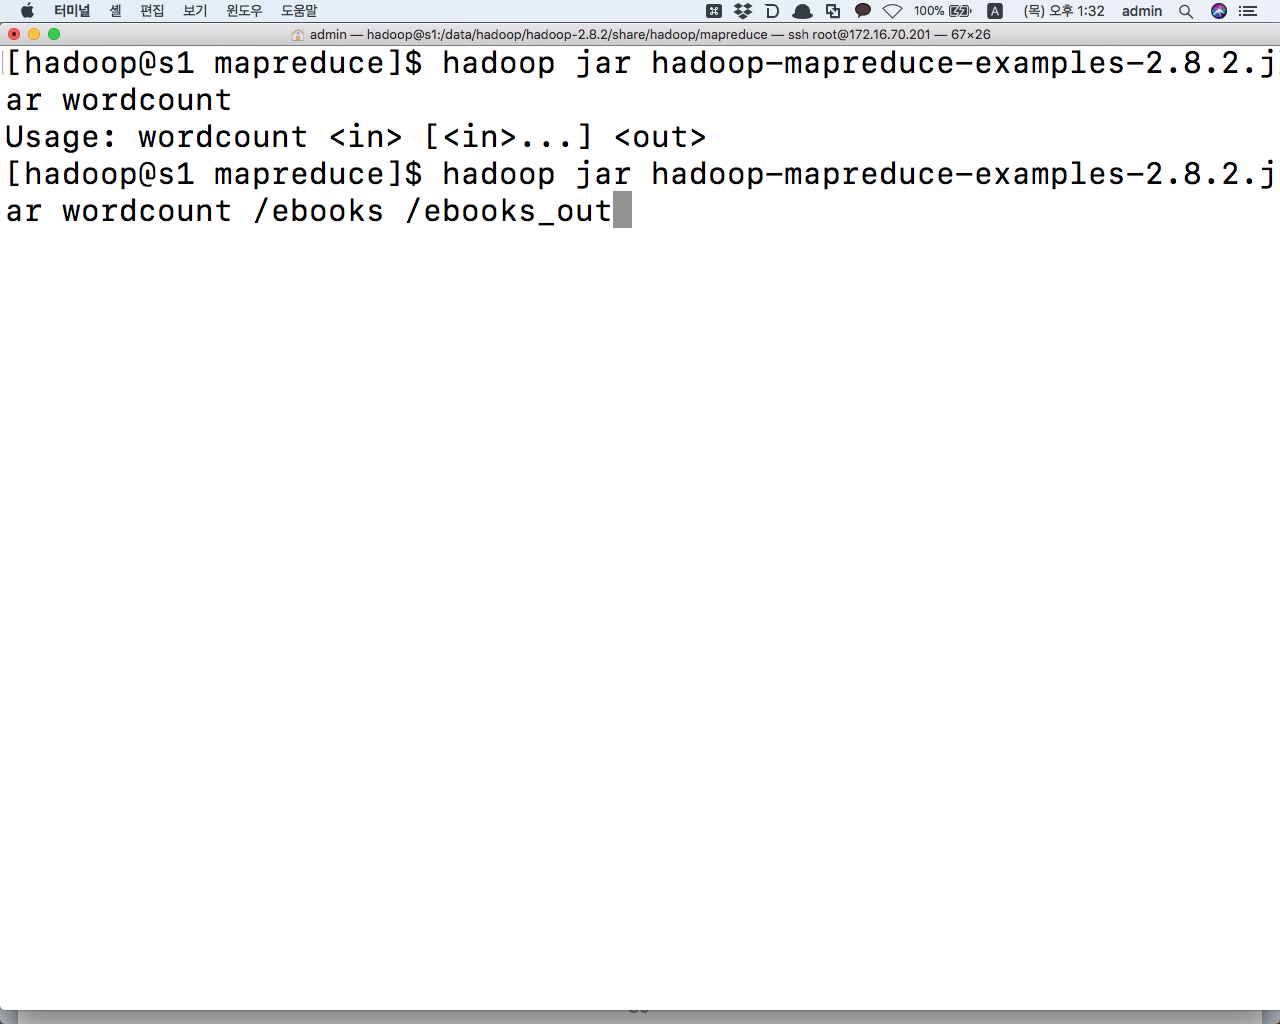 터미널 셸 편집 보기 윈도우 도움말 100% A (목) 오후 1:32 admin
admin — hadoop@s1:/data/hadoop/hadoop-2.8.2/share/hadoop/mapreduce — ssh root@172.16.70.201 — 67×26
[hadoop@s1 mapreduce]$ hadoop jar hadoop-mapreduce-examples-2.8.2.j
ar wordcount
Usage: wordcount <in> [<in>...] <out>
[hadoop@s1 mapreduce]$ hadoop jar hadoop-mapreduce-examples-2.8.2.j
ar wordcount /ebooks /ebooks_out